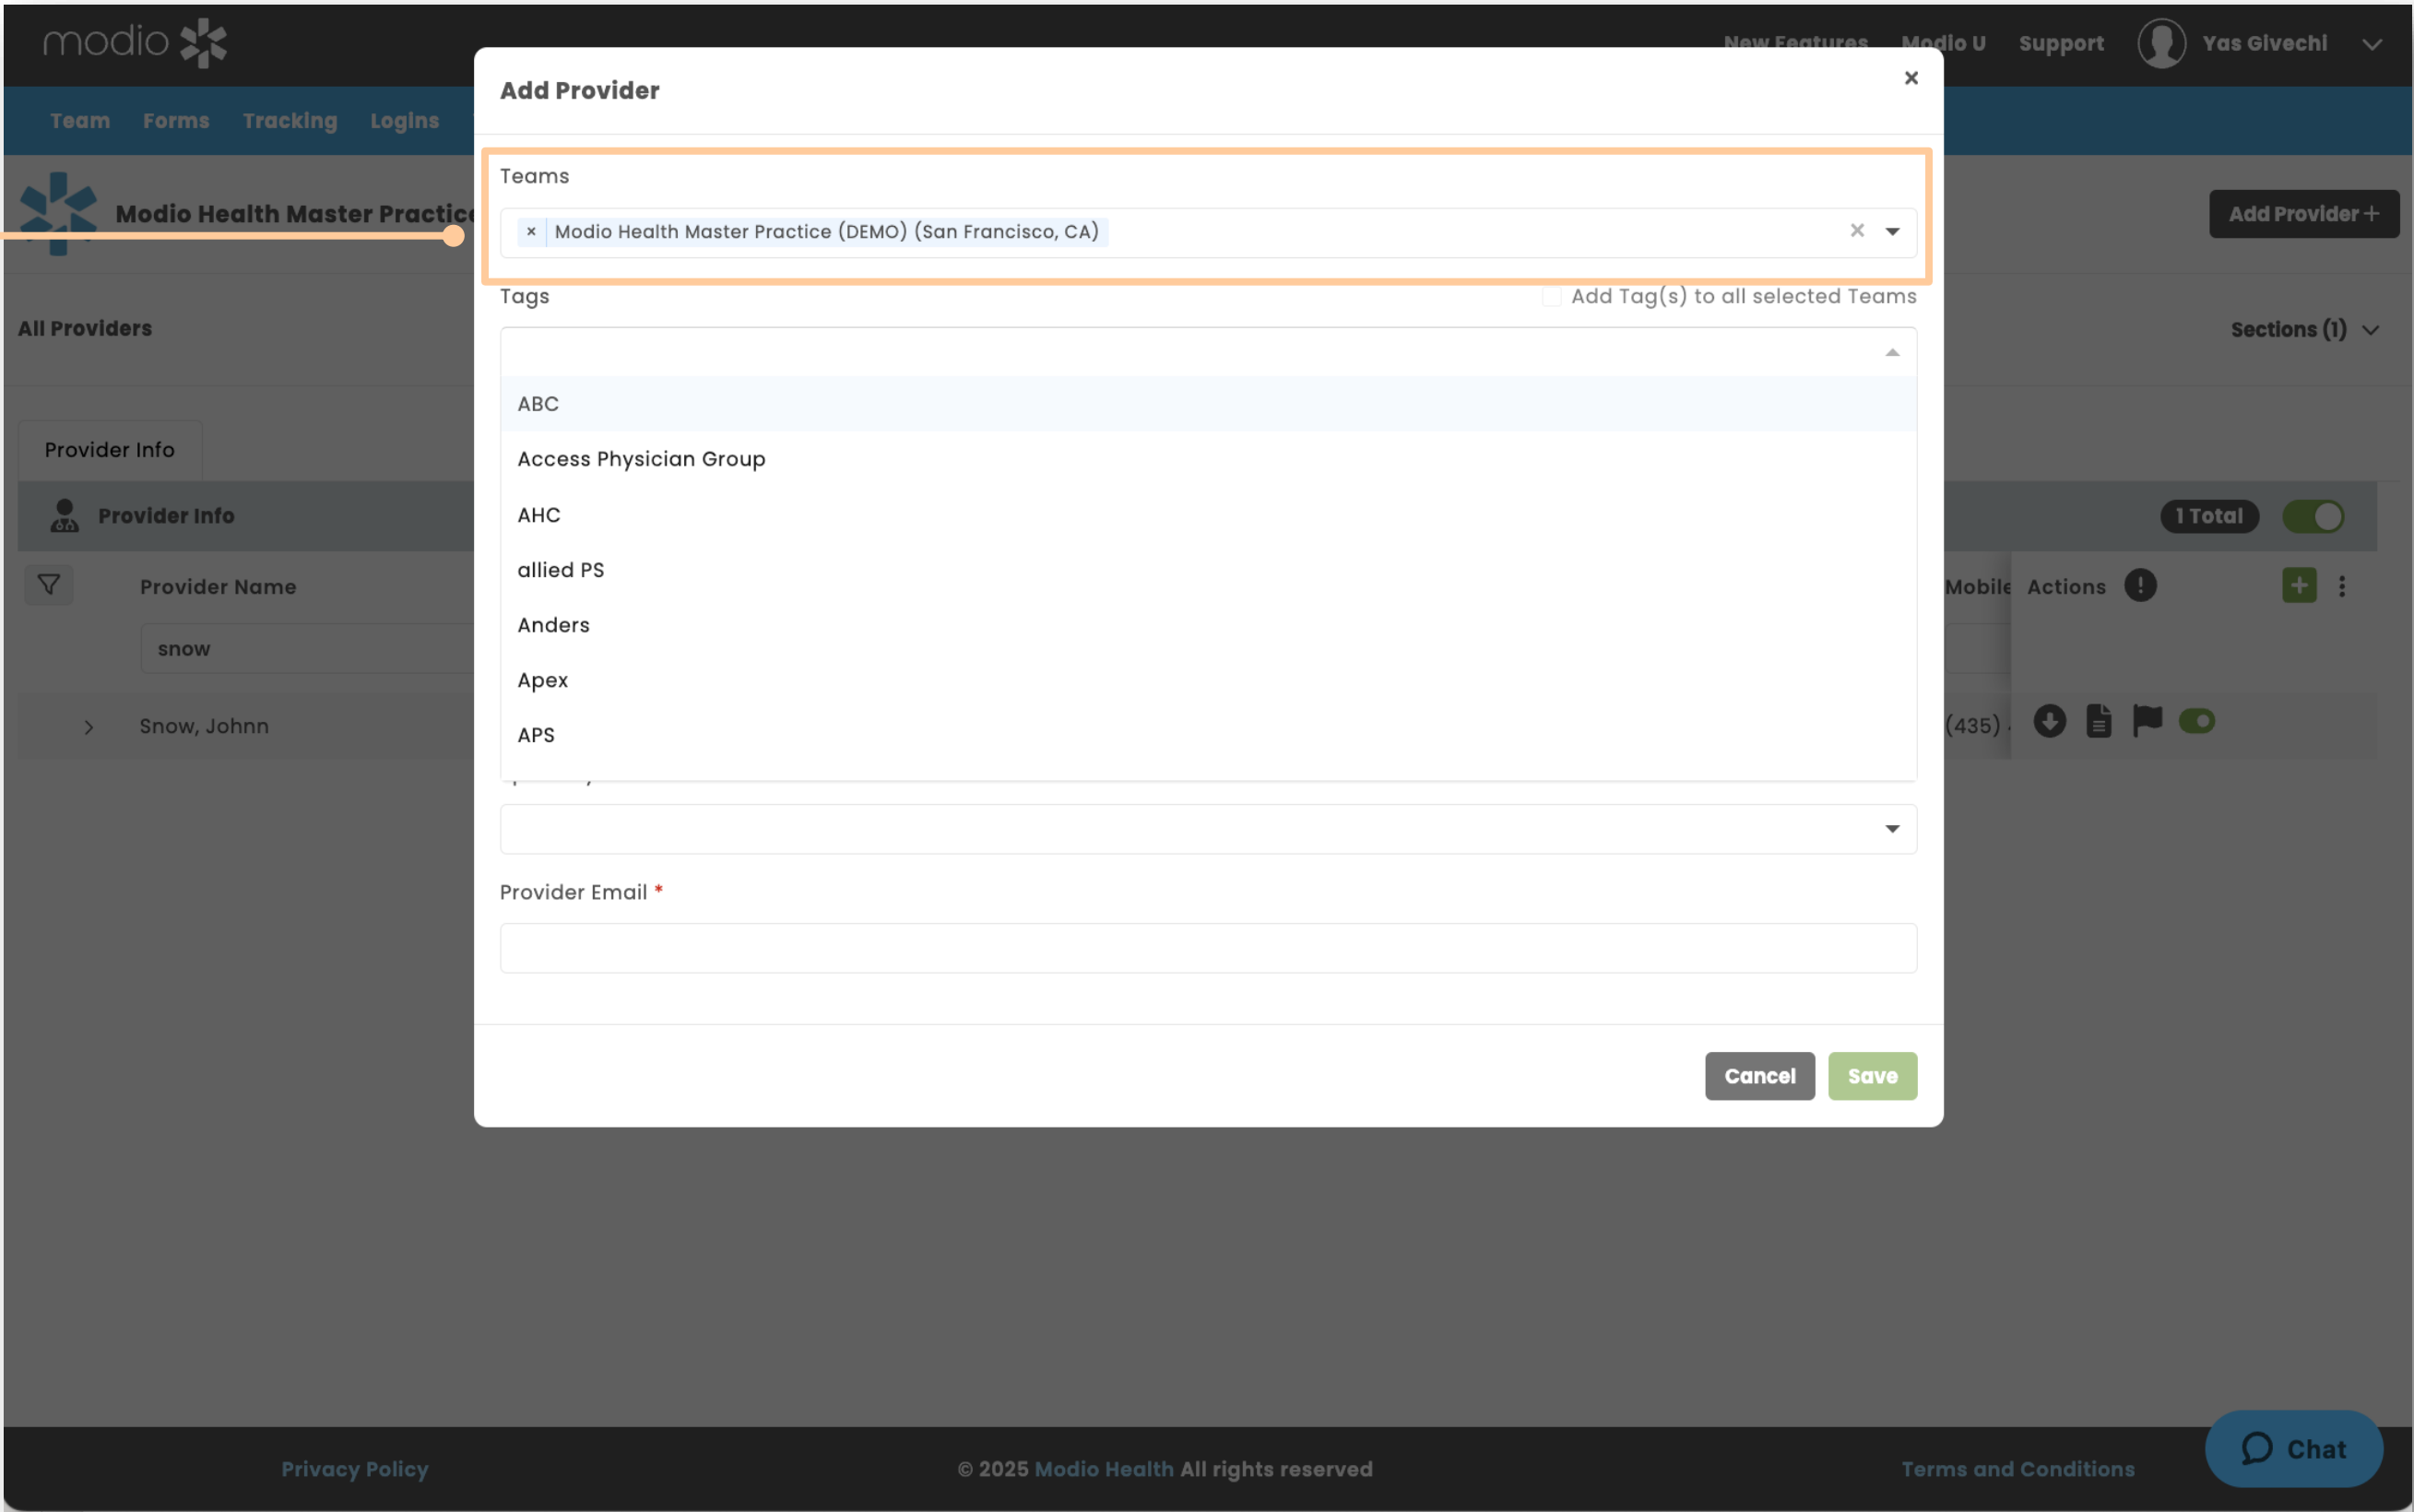 modio
New Features Modio U Support Yas Givechi
Team Forms Tracking Logins
Modio Health Master Practice
Add Provider+
All Providers
Sections (1)
Provider Info
Provider Info
1 Total
Provider Name
Mobile Actions
snow
Snow, Johnn
(435)
Add Provider
×
Teams
× Modio Health Master Practice (DEMO) (San Francisco, CA) ×
Tags
Add Tag(s) to all selected Teams
ABC
Access Physician Group
AHC
allied PS
Anders
Apex
APS
Provider Email *
Cancel Save
Privacy Policy
© 2025 Modio Health All rights reserved
Terms and Conditions
Chat